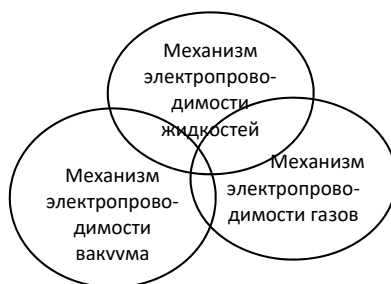 Механизм
электропрово-
димости
жидкостей
Механизм
электропрово-
димости газов
Механизм
электропрово-
димости
вакуума